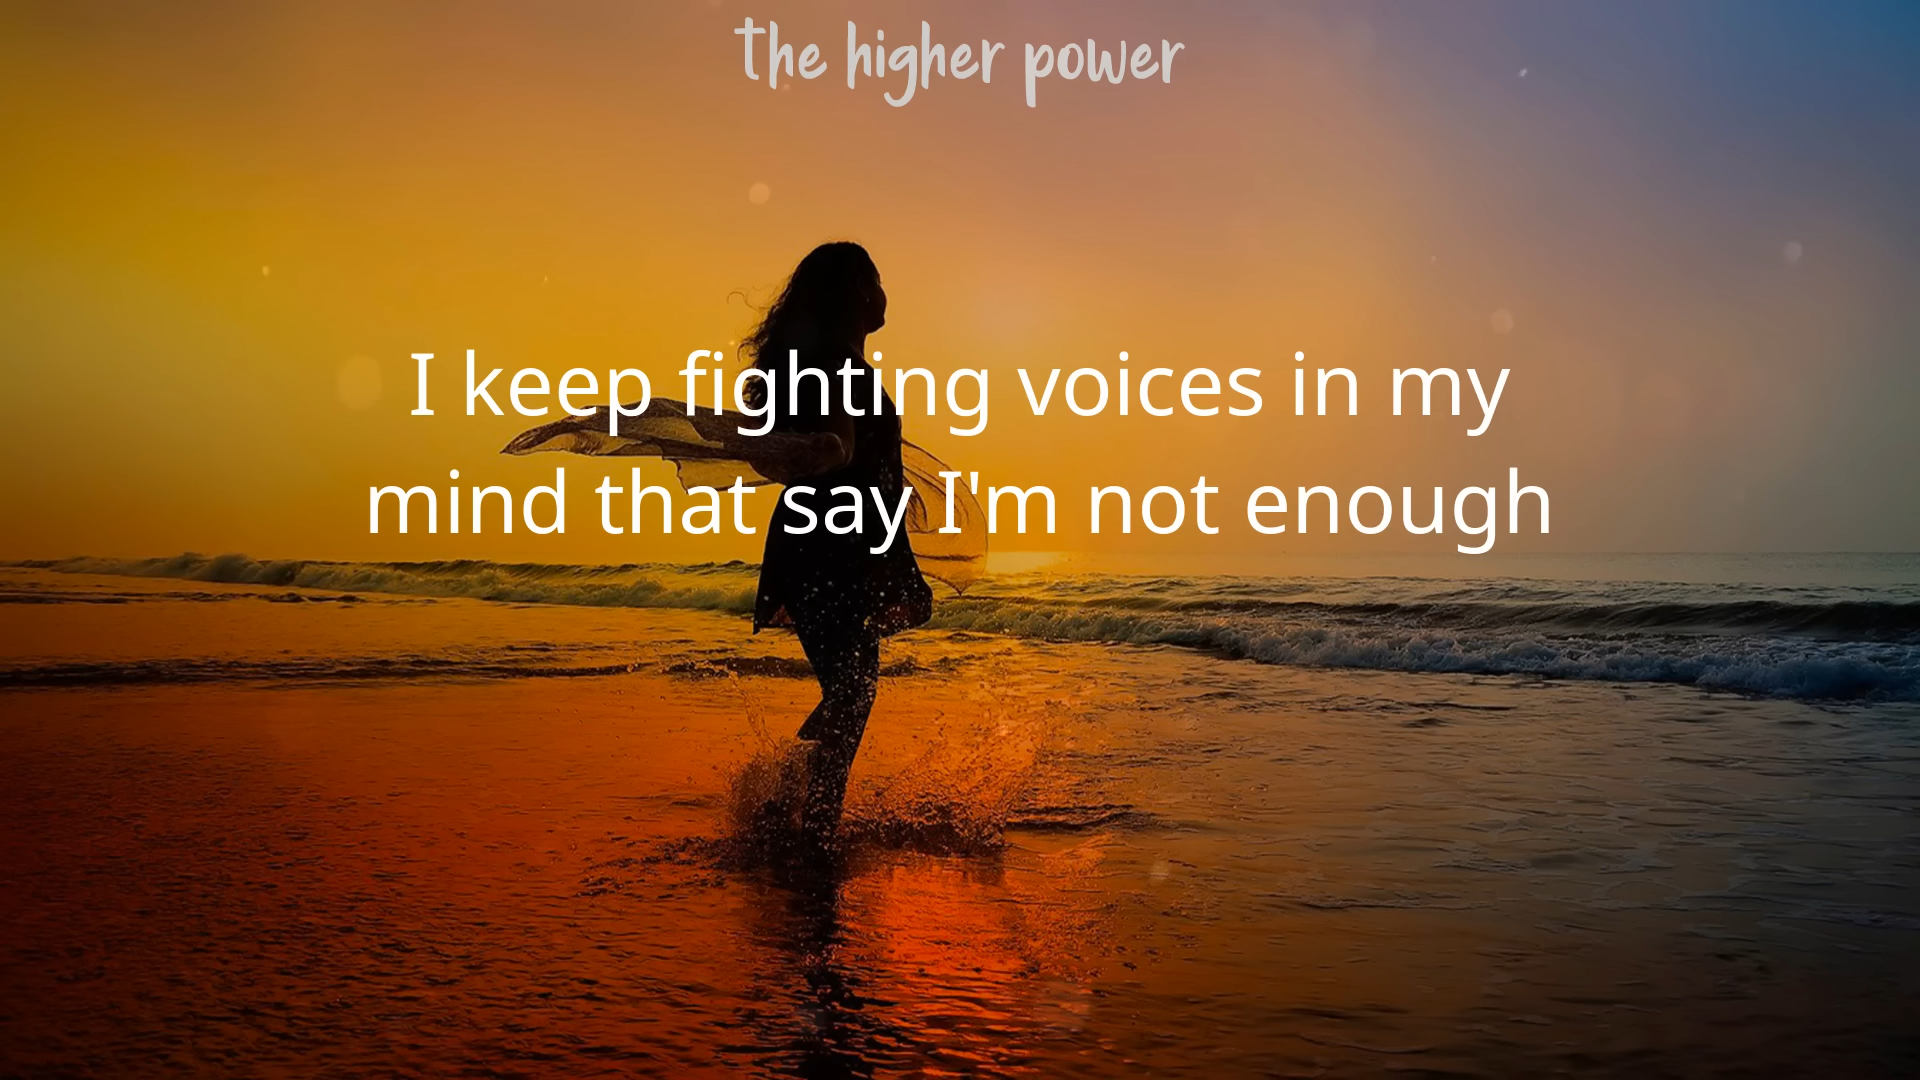 the higher power
I keep fighting voices in my
mind that say I'm not enough